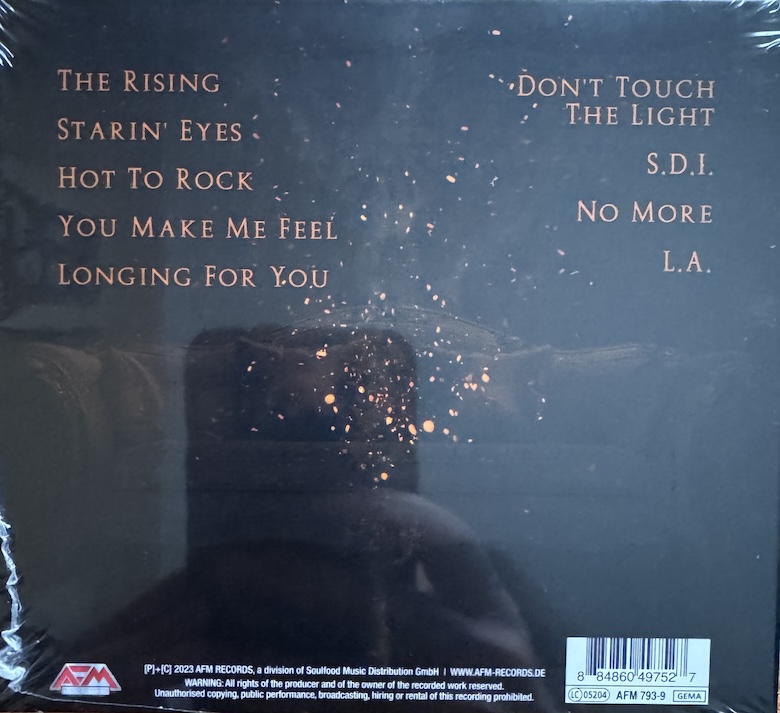 THE RISING
STARIN' EYES
HOT TO ROCK
YOU MAKE ME FEEL
LONGING FOR YOU
DON'T TOUCH
THE LIGHT
S.D.I.
NO MORE
L.A.
AFM
[P]+[C] 2023 AFM RECORDS, a division of Soulfood Music Distribution GmbH | WWW.AFM-RECORDS.DE
WARNING: All rights of the producer and of the owner of the recorded work reserved.
Unauthorised copying, public performance, broadcasting, hiring or rental of this recording prohibited.
8 84860 49752 7
LC 05204 AFM 793-9 GEMA